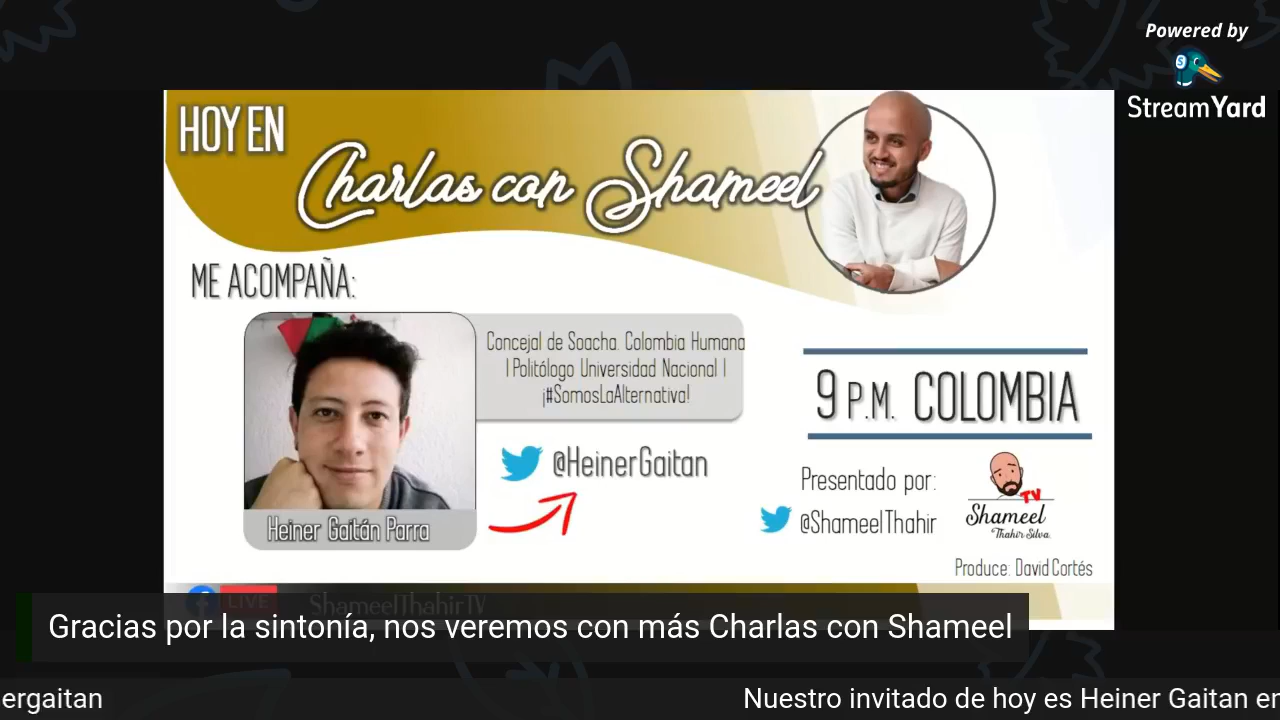 Powered by
StreamYard
HOY EN
Charlas con Shameel
ME ACOMPAÑA:
Concejal de Soacha. Colombia Humana
| Politólogo Universidad Nacional |
¡#SomosLaAlternativa!
@HeinerGaitan
Heiner Gaitán Parra
9 P.M. COLOMBIA
Presentado por:
@ShameelThahir
TV
Shameel
Thahir Silva.
Produce: David Cortés
LIVE
ShameelThahirTV
Gracias por la sintonía, nos veremos con más Charlas con Shameel
ergaitan
Nuestro invitado de hoy es Heiner Gaitan en